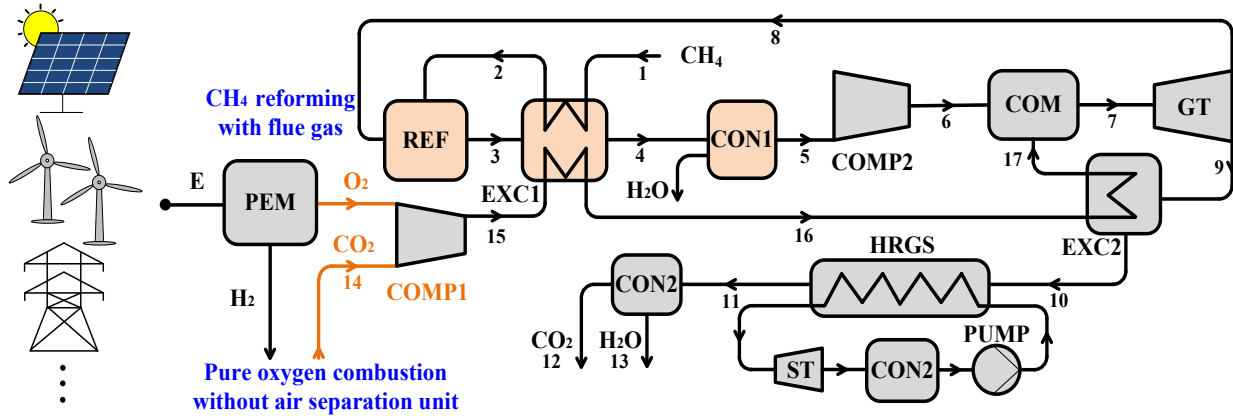 8
2
1
CH₄
CH₄ reforming
with flue gas
REF
3
4
CON1
5
6
COM
7
GT
COMP2
17
9
EXC1
H₂O
E
PEM
O₂
15
16
EXC2
CO₂
14
COMP1
HRGS
H₂
CON2
11
10
CO₂
12
H₂O
13
PUMP
ST
CON2
Pure oxygen combustion
without air separation unit